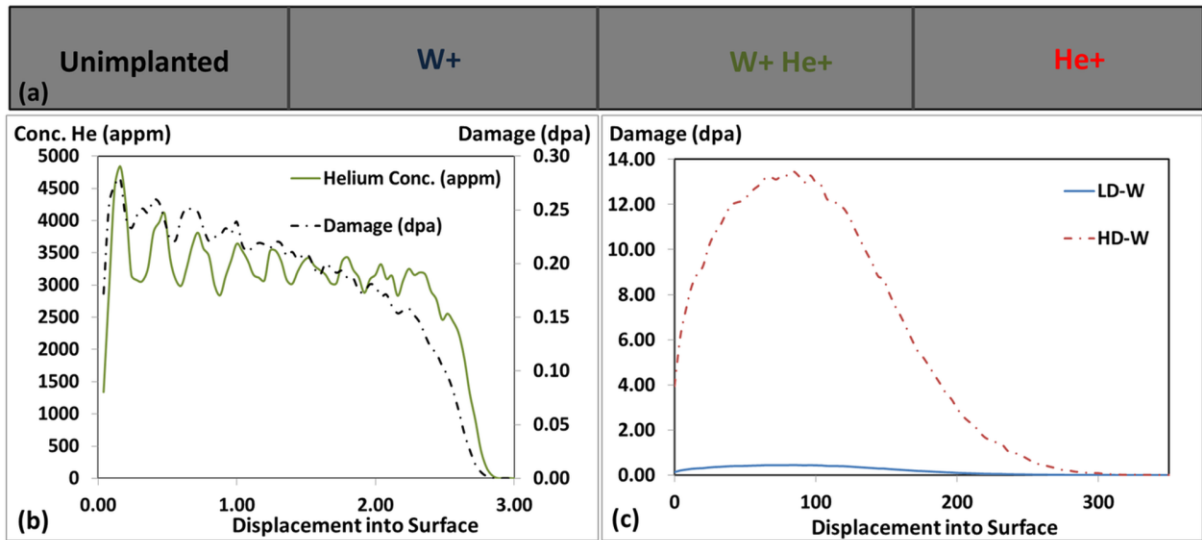 Unimplanted W+ W+ He+ He+
(a)
Conc. He (appm) Damage (dpa)
5000
4500
4000
3500
3000
2500
2000
1500
1000
500
0
0.30
0.25
0.20
0.15
0.10
0.05
0.00
Helium Conc. (appm)
Damage (dpa)
0.00 1.00 2.00 3.00
(b) Displacement into Surface
Damage (dpa)
14.00
12.00
10.00
8.00
6.00
4.00
2.00
0.00
LD-W
HD-W
0 100 200 300
(c) Displacement into Surface